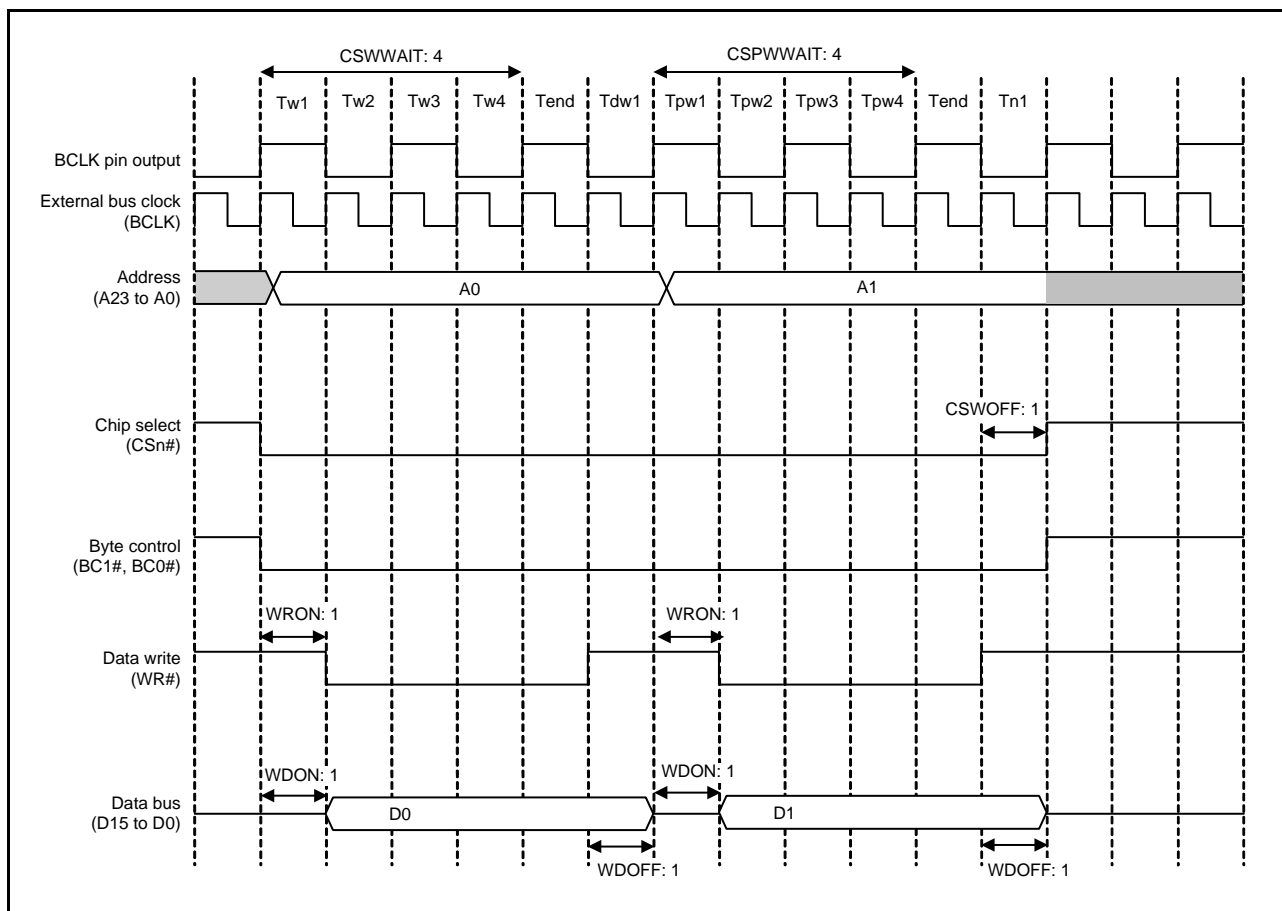 CSWWAIT: 4 CSPWWAIT: 4
Tw1 Tw2 Tw3 Tw4 Tend Tdw1 Tpw1 Tpw2 Tpw3 Tpw4 Tend Tn1
BCLK pin output
External bus clock
(BCLK)
Address
(A23 to A0)
A0 A1
CSWOFF: 1
Chip select
(CSn#)
Byte control
(BC1#, BC0#)
WRON: 1 WRON: 1
Data write
(WR#)
WDON: 1 WDON: 1
Data bus
(D15 to D0)
D0 D1
WDOFF: 1 WDOFF: 1